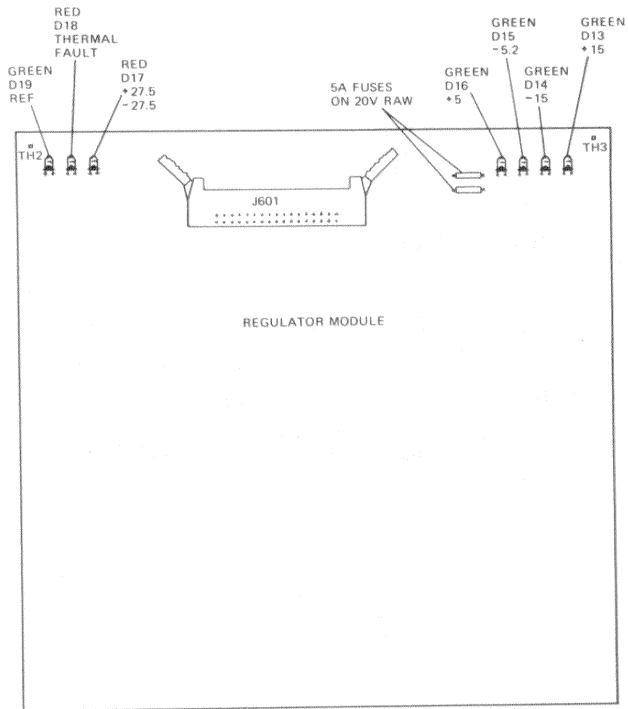 RED
D18
THERMAL
FAULT
GREEN
D19
REF
RED
D17
+27.5
-27.5
5A FUSES
ON 20V RAW
GREEN
D16
+5
GREEN
D15
-5.2
GREEN
D14
-15
GREEN
D13
+15
TH2
TH3
J601
REGULATOR MODULE